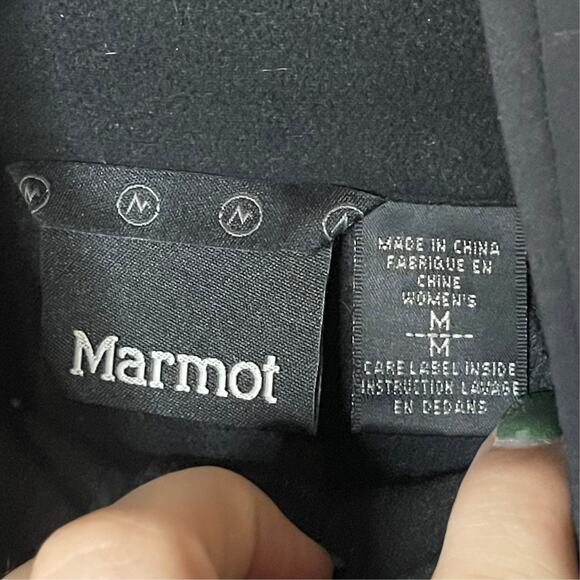 Marmot
MADE IN CHINA
FABRIQUE EN
CHINE
WOMEN'S
M
M
CARE LABEL INSIDE
INSTRUCTION LAVAGE
EN DEDANS